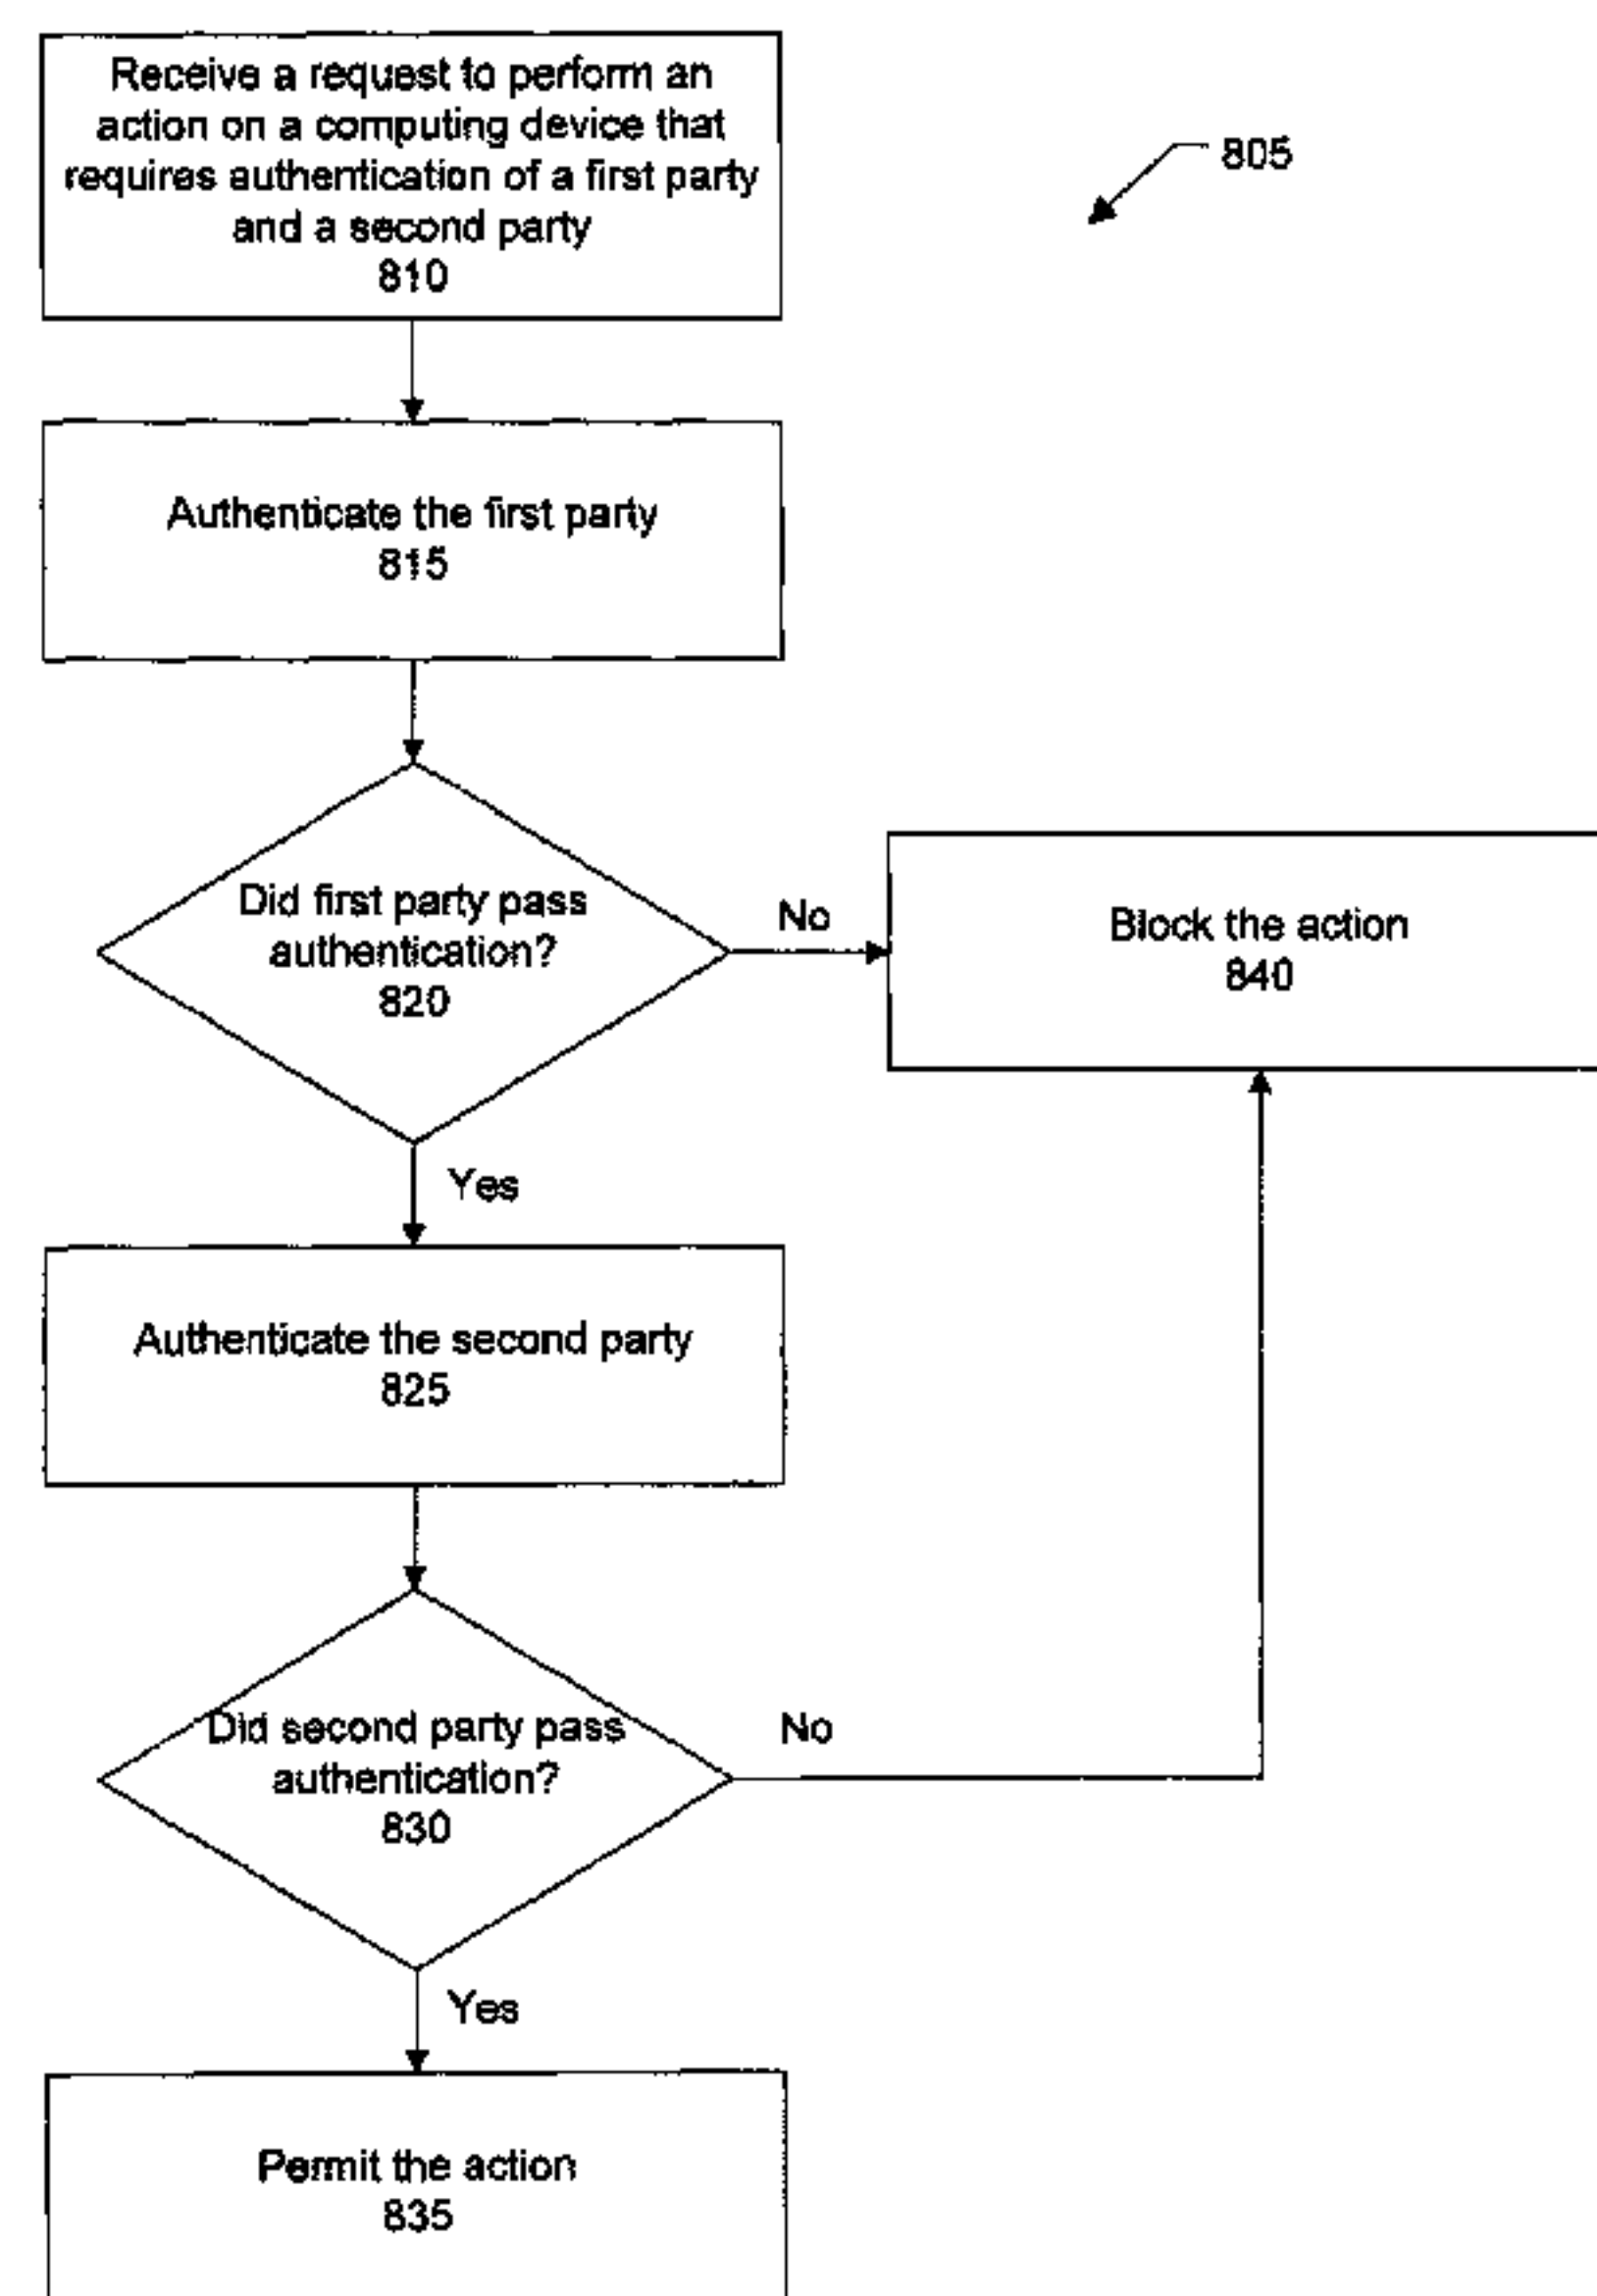 Receive a request to perform an
action on a computing device that
requires authentication of a first party
and a second party
810
805
Authenticate the first party
815
Did first party pass
authentication?
820
No
Block the action
840
Yes
Authenticate the second party
825
Did second party pass
authentication?
830
No
Yes
Permit the action
835